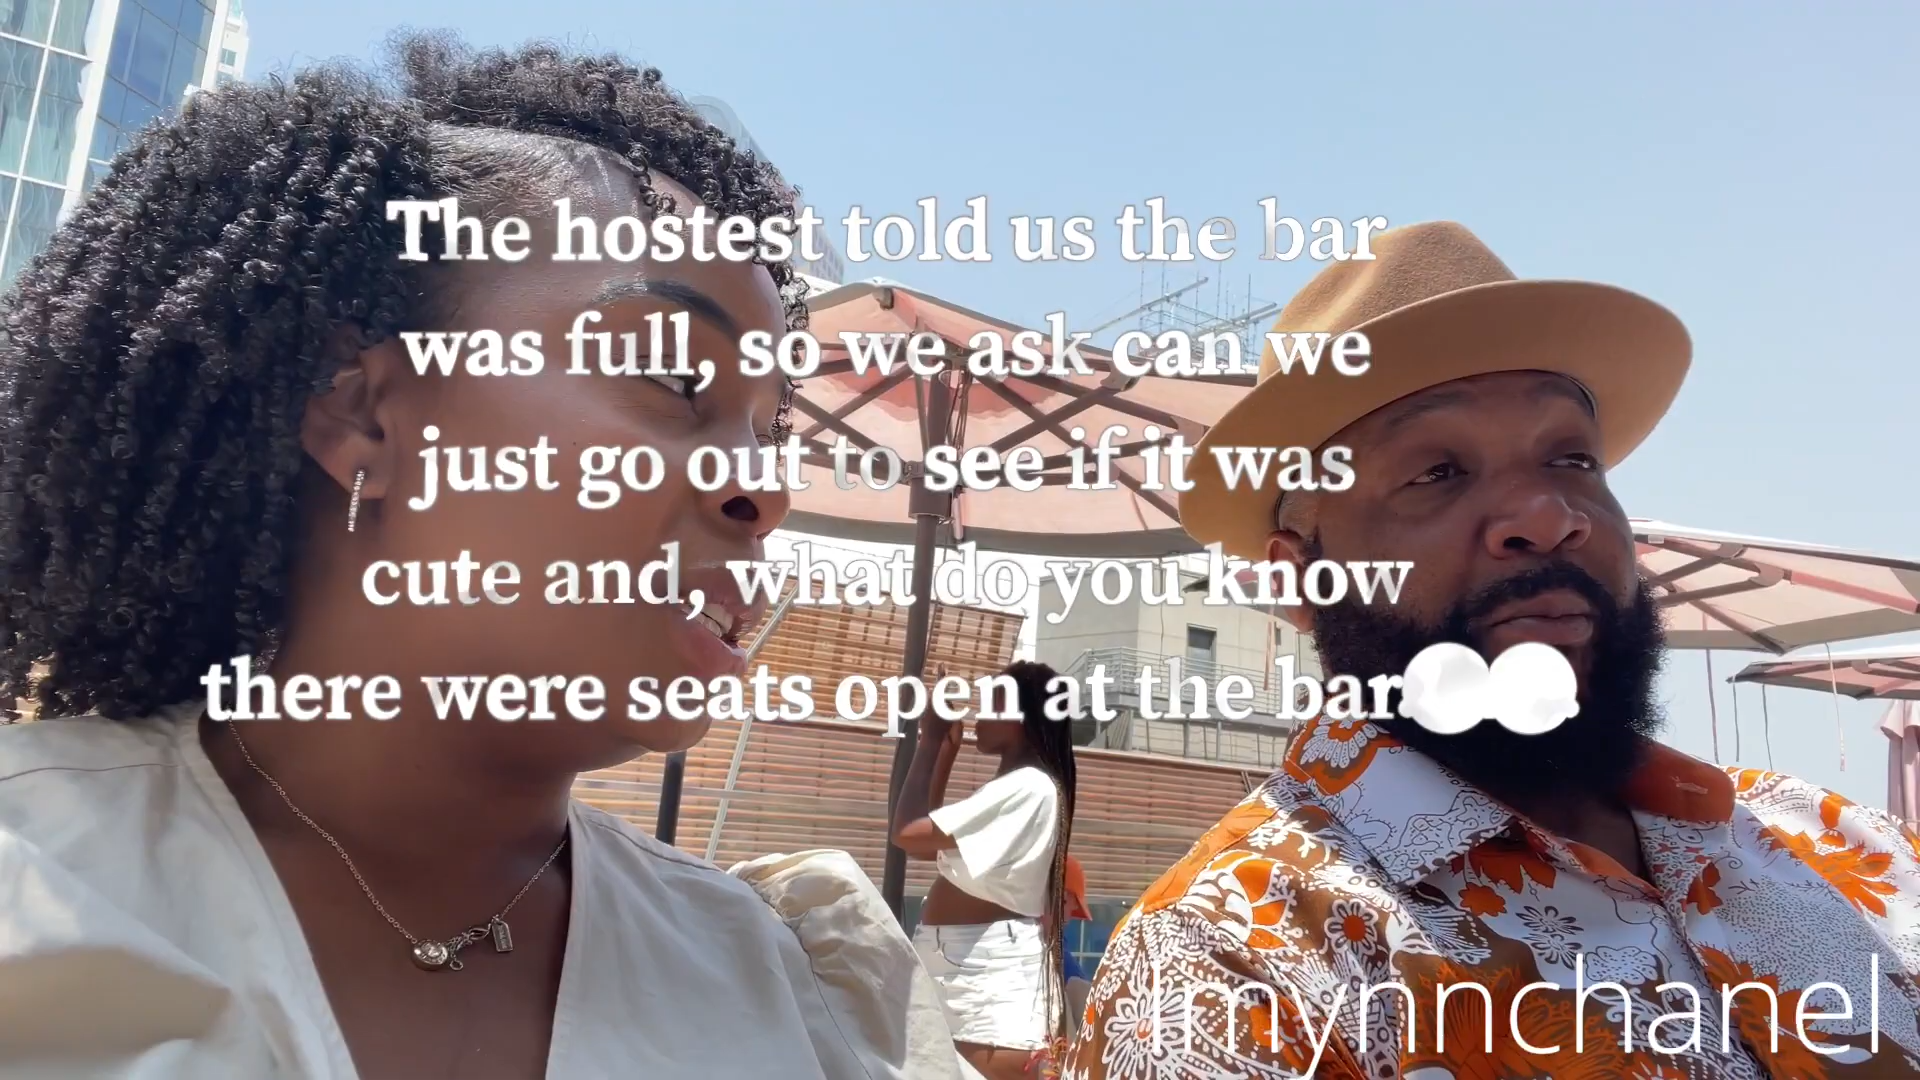 The hostest told us the bar
was full, so we ask can we
just go out to see if it was
cute and, what do you know
there were seats open at the bar
Imynnchanel